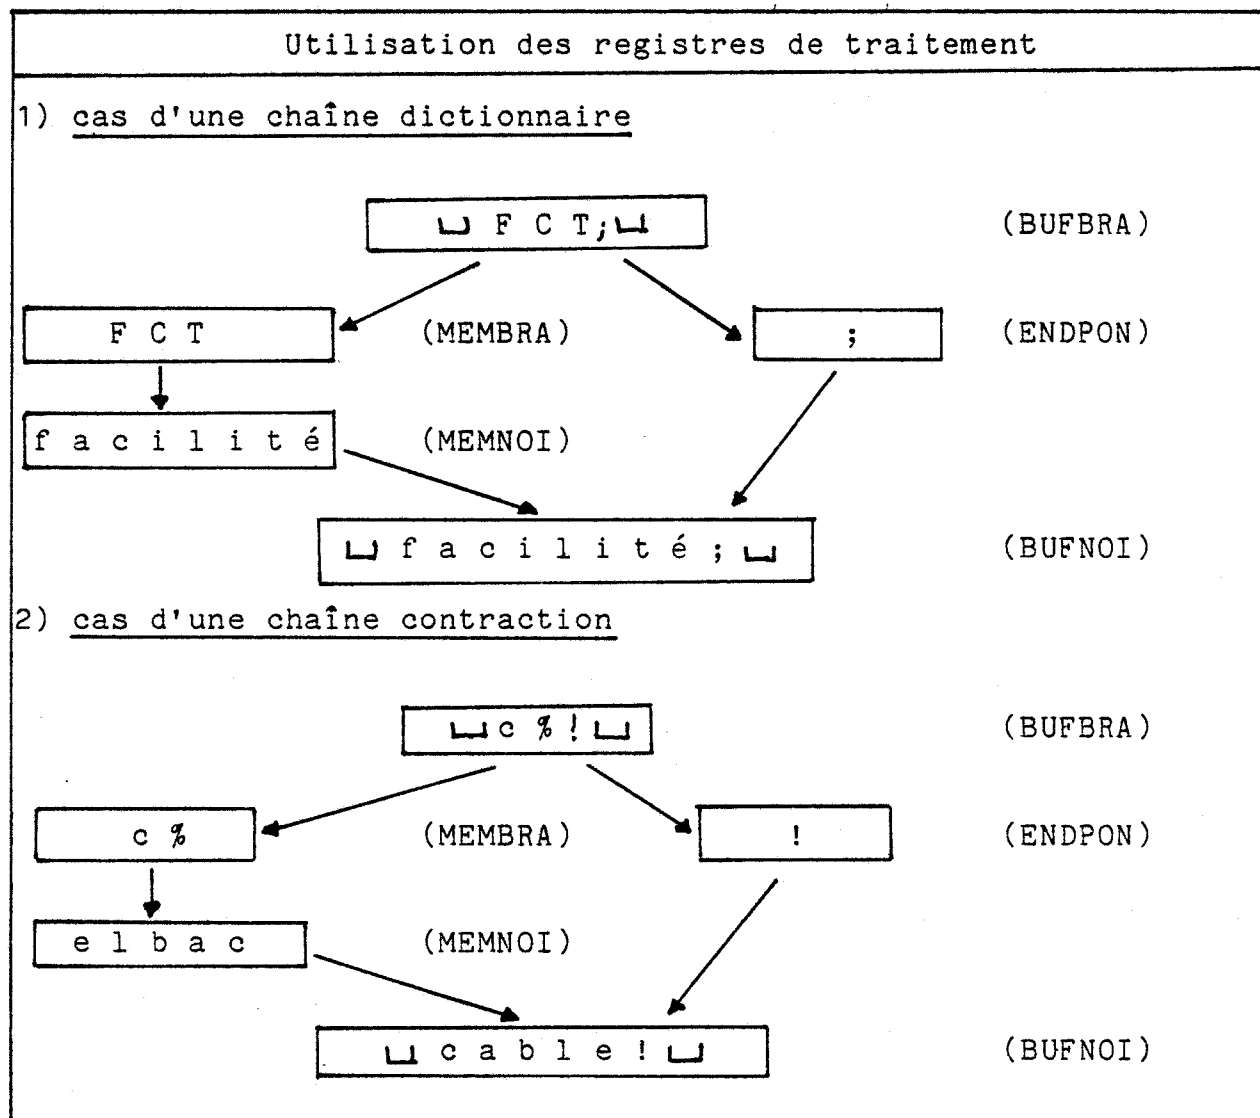 Utilisation des registres de traitement
1) cas d'une chaîne dictionnaire
␣ F C T;␣ (BUFBRA)
F C T (MEMBRA) ; (ENDPON)
f a c i l i t é (MEMNOI)
␣ f a c i l i t é ; ␣ (BUFNOI)
2) cas d'une chaîne contraction
␣ c % ! ␣ (BUFBRA)
c % (MEMBRA) ! (ENDPON)
e l b a c (MEMNOI)
␣ c a b l e ! ␣ (BUFNOI)